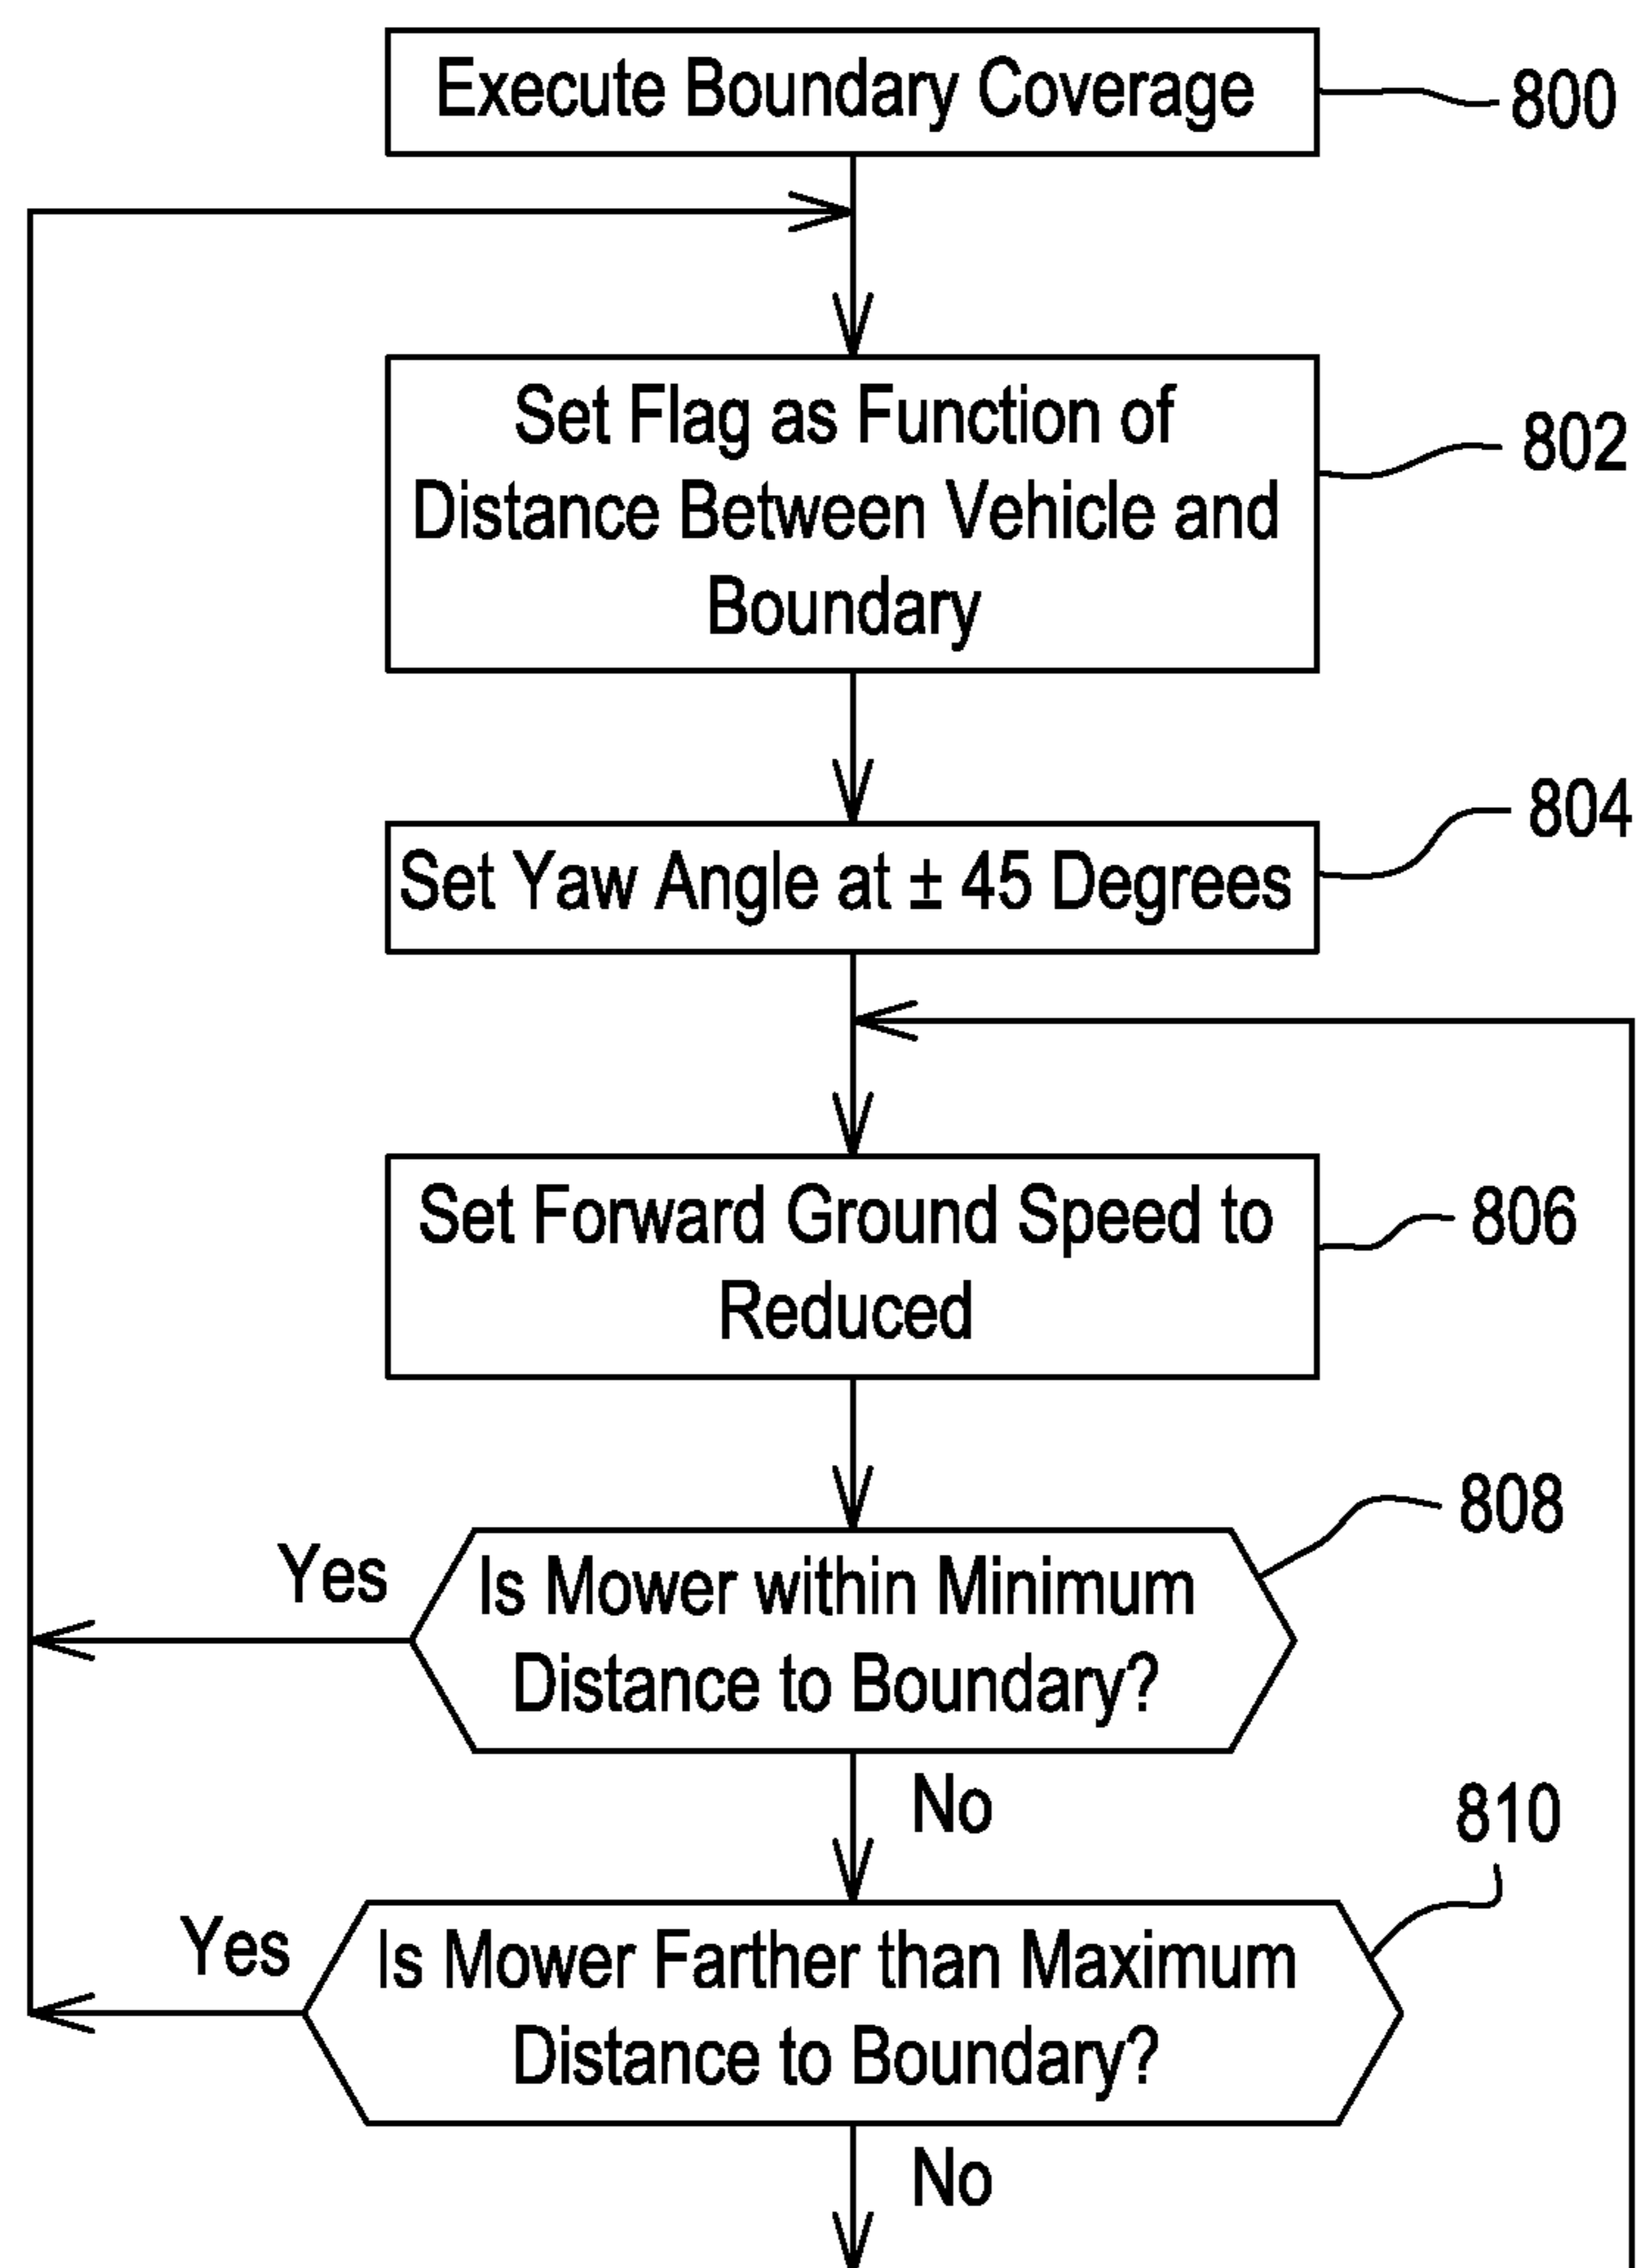 Execute Boundary Coverage
800
Set Flag as Function of
Distance Between Vehicle and
Boundary
802
804
Set Yaw Angle at ± 45 Degrees
Set Forward Ground Speed to
Reduced
806
808
Yes
Is Mower within Minimum
Distance to Boundary?
No
810
Yes
Is Mower Farther than Maximum
Distance to Boundary?
No